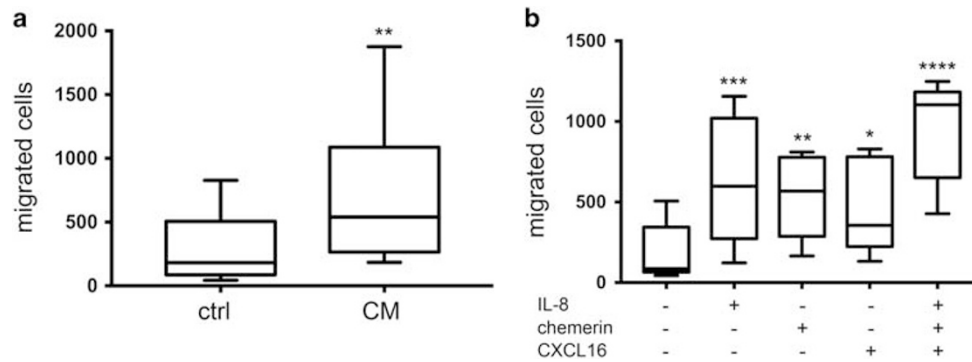 a
migrated cells
2000
1500
1000
500
0
**
ctrl CM
b
migrated cells
1500
1000
500
0
*** ** * ****
IL-8 - + - - +
chemerin - - + - +
CXCL16 - - - + +